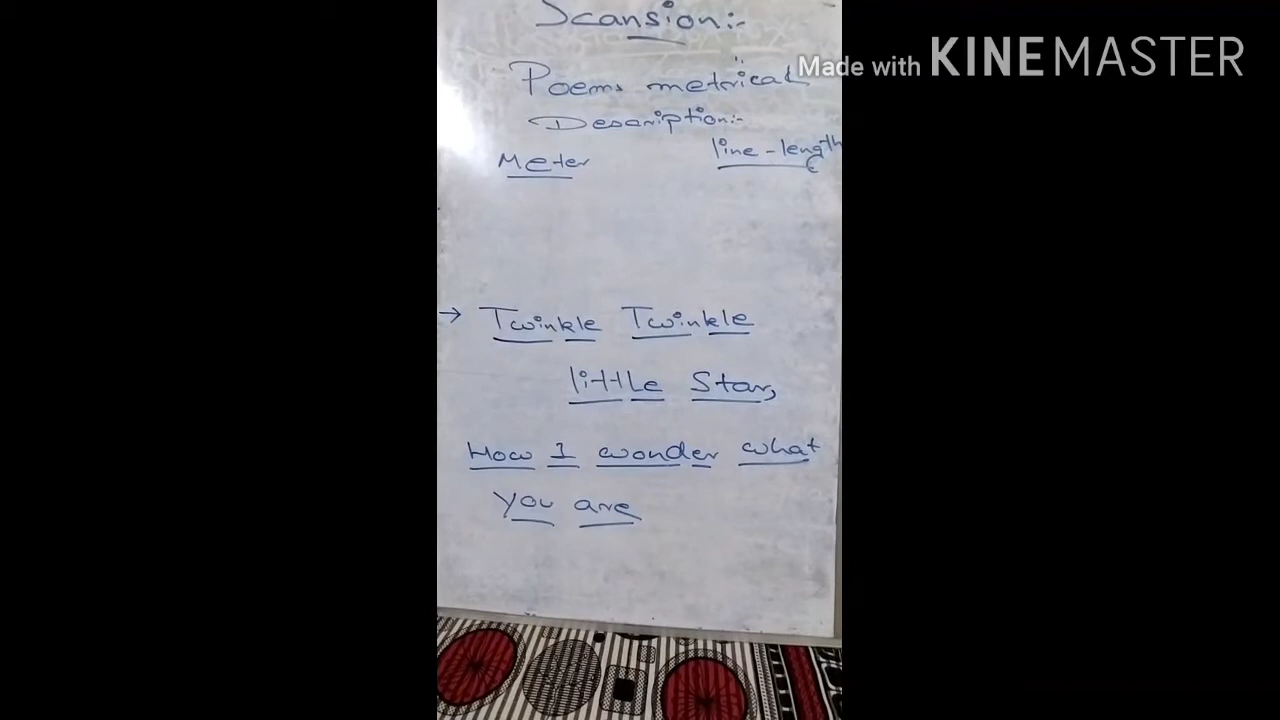 Scansion:-
Made with KINEMASTER
Poems metrical
Description:-
Meter line-length
→ Twinkle Twinkle
little Star,
How I wonder what
you are